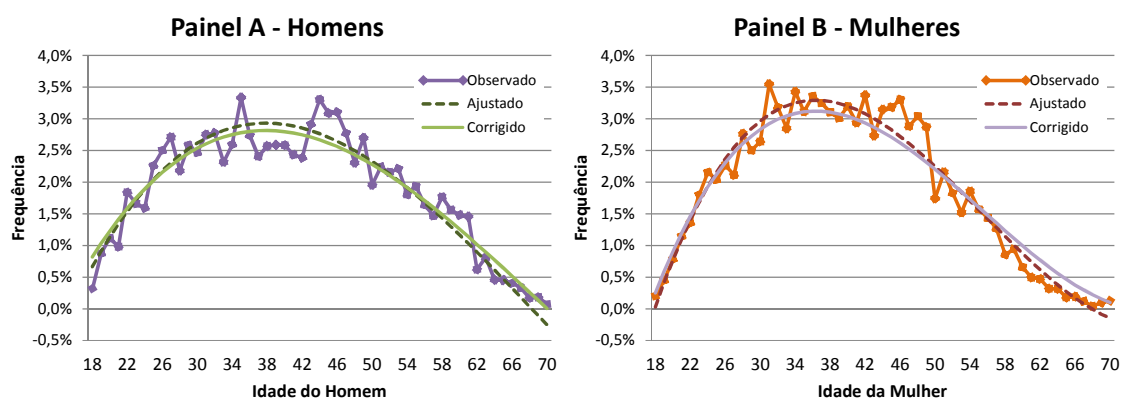 Painel A - Homens
4,0%
3,5%
3,0%
2,5%
2,0%
1,5%
1,0%
0,5%
0,0%
-0,5%
Frequência
Observado
Ajustado
Corrigido
18 22 26 30 34 38 42 46 50 54 58 62 66 70
Idade do Homem
Painel B - Mulheres
4,0%
3,5%
3,0%
2,5%
2,0%
1,5%
1,0%
0,5%
0,0%
-0,5%
Frequência
Observado
Ajustado
Corrigido
18 22 26 30 34 38 42 46 50 54 58 62 66 70
Idade da Mulher